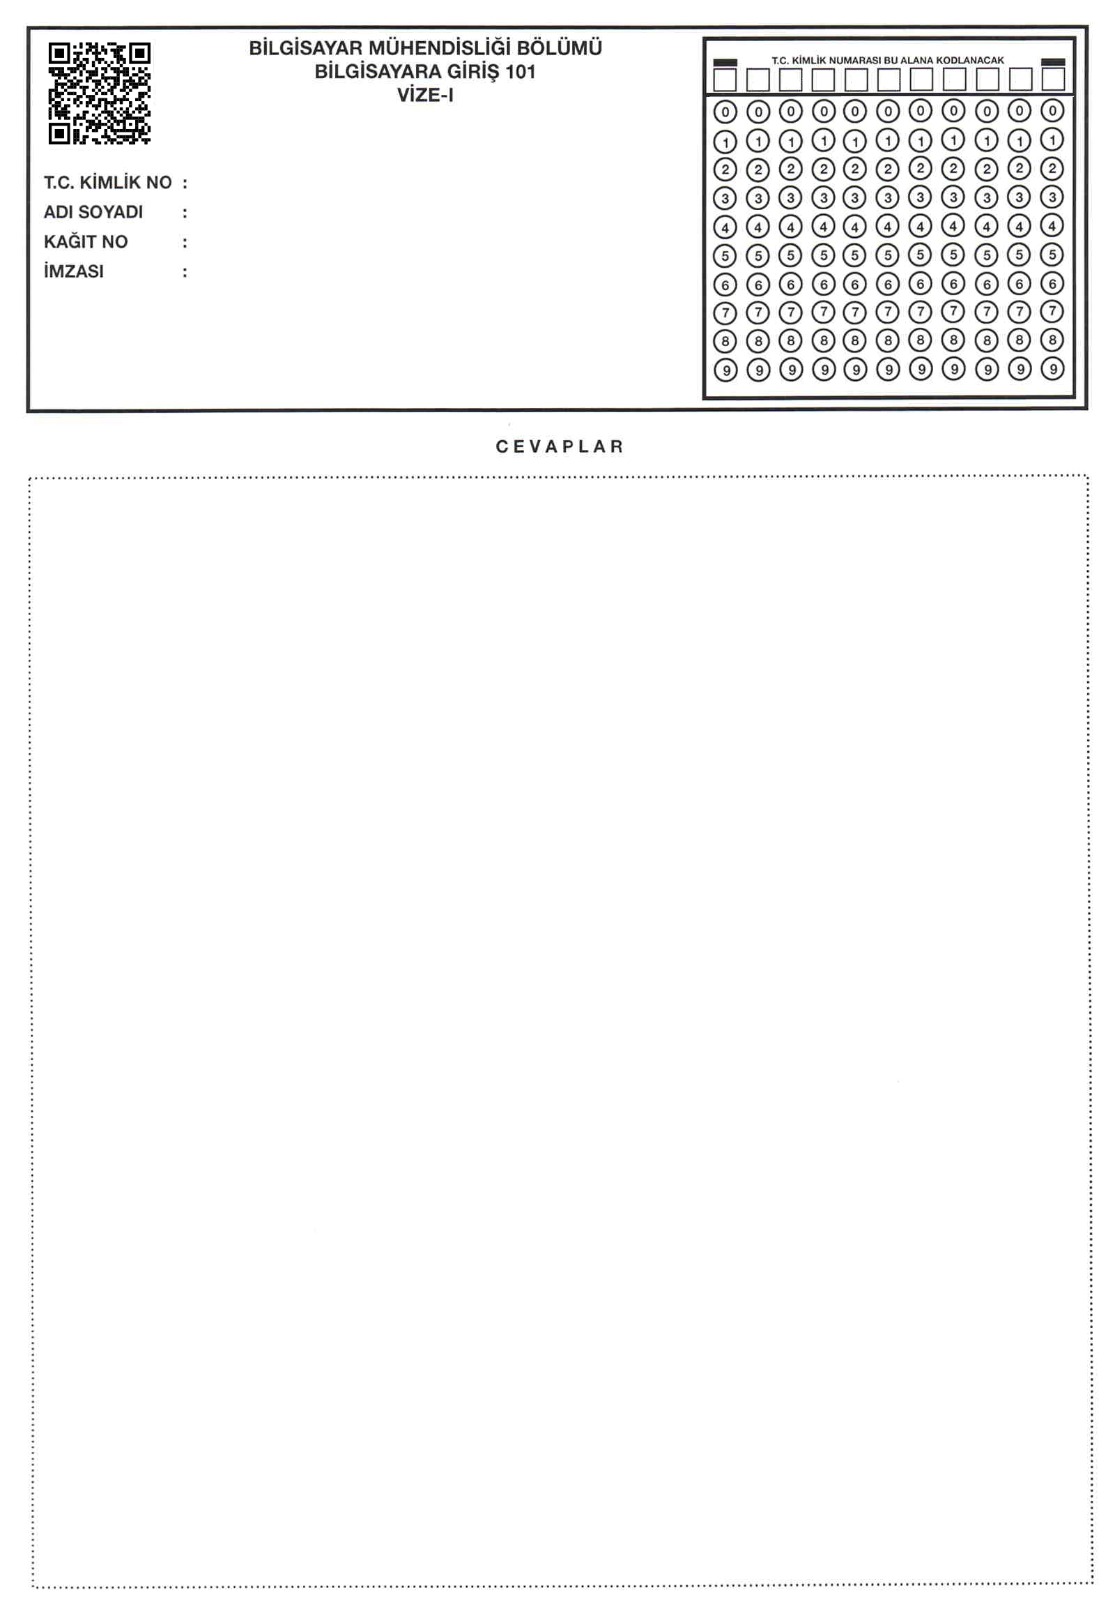 BİLGİSAYAR MÜHENDİSLİĞİ BÖLÜMÜ
BİLGİSAYARA GİRİŞ 101
VİZE-I
T.C. KİMLİK NO :
ADI SOYADI :
KAĞIT NO :
İMZASI :
T.C. KİMLİK NUMARASI BU ALANA KODLANACAK
0 0 0 0 0 0 0 0 0 0 0
1 1 1 1 1 1 1 1 1 1 1
2 2 2 2 2 2 2 2 2 2 2
3 3 3 3 3 3 3 3 3 3 3
4 4 4 4 4 4 4 4 4 4 4
5 5 5 5 5 5 5 5 5 5 5
6 6 6 6 6 6 6 6 6 6 6
7 7 7 7 7 7 7 7 7 7 7
8 8 8 8 8 8 8 8 8 8 8
9 9 9 9 9 9 9 9 9 9 9
CEVAPLAR